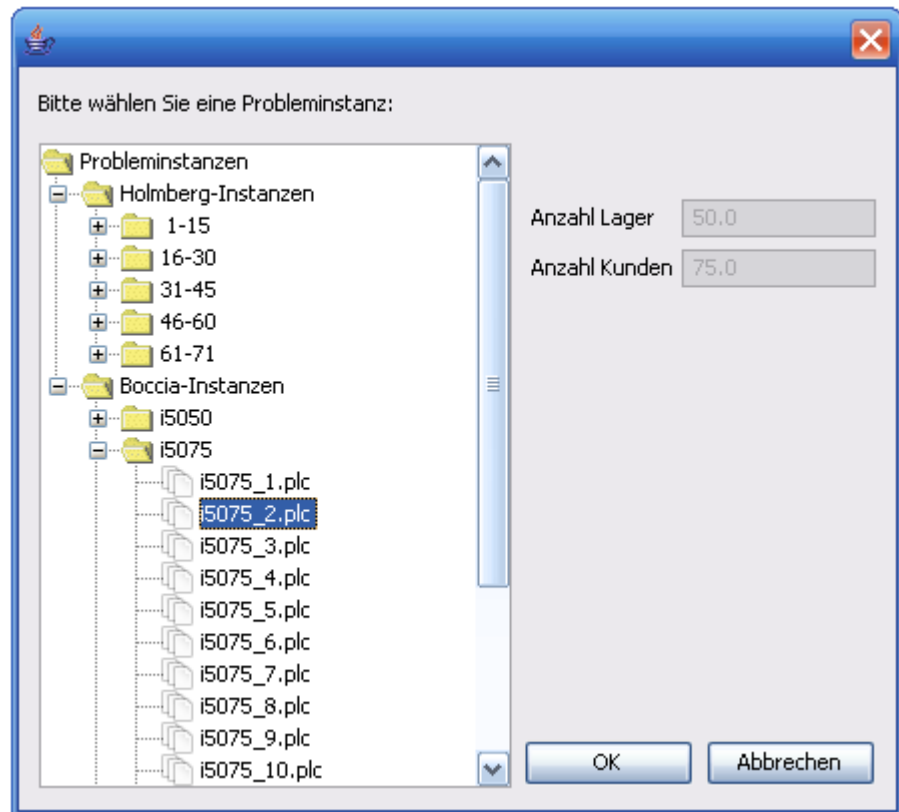 Bitte wählen Sie eine Probleminstanz:
Probleminstanzen
Holmberg-Instanzen
1-15
16-30
31-45
46-60
61-71
Boccia-Instanzen
i5050
i5075
i5075_1.plc
i5075_2.plc
i5075_3.plc
i5075_4.plc
i5075_5.plc
i5075_6.plc
i5075_7.plc
i5075_8.plc
i5075_9.plc
i5075_10.plc
Anzahl Lager 50.0
Anzahl Kunden 75.0
OK Abbrechen